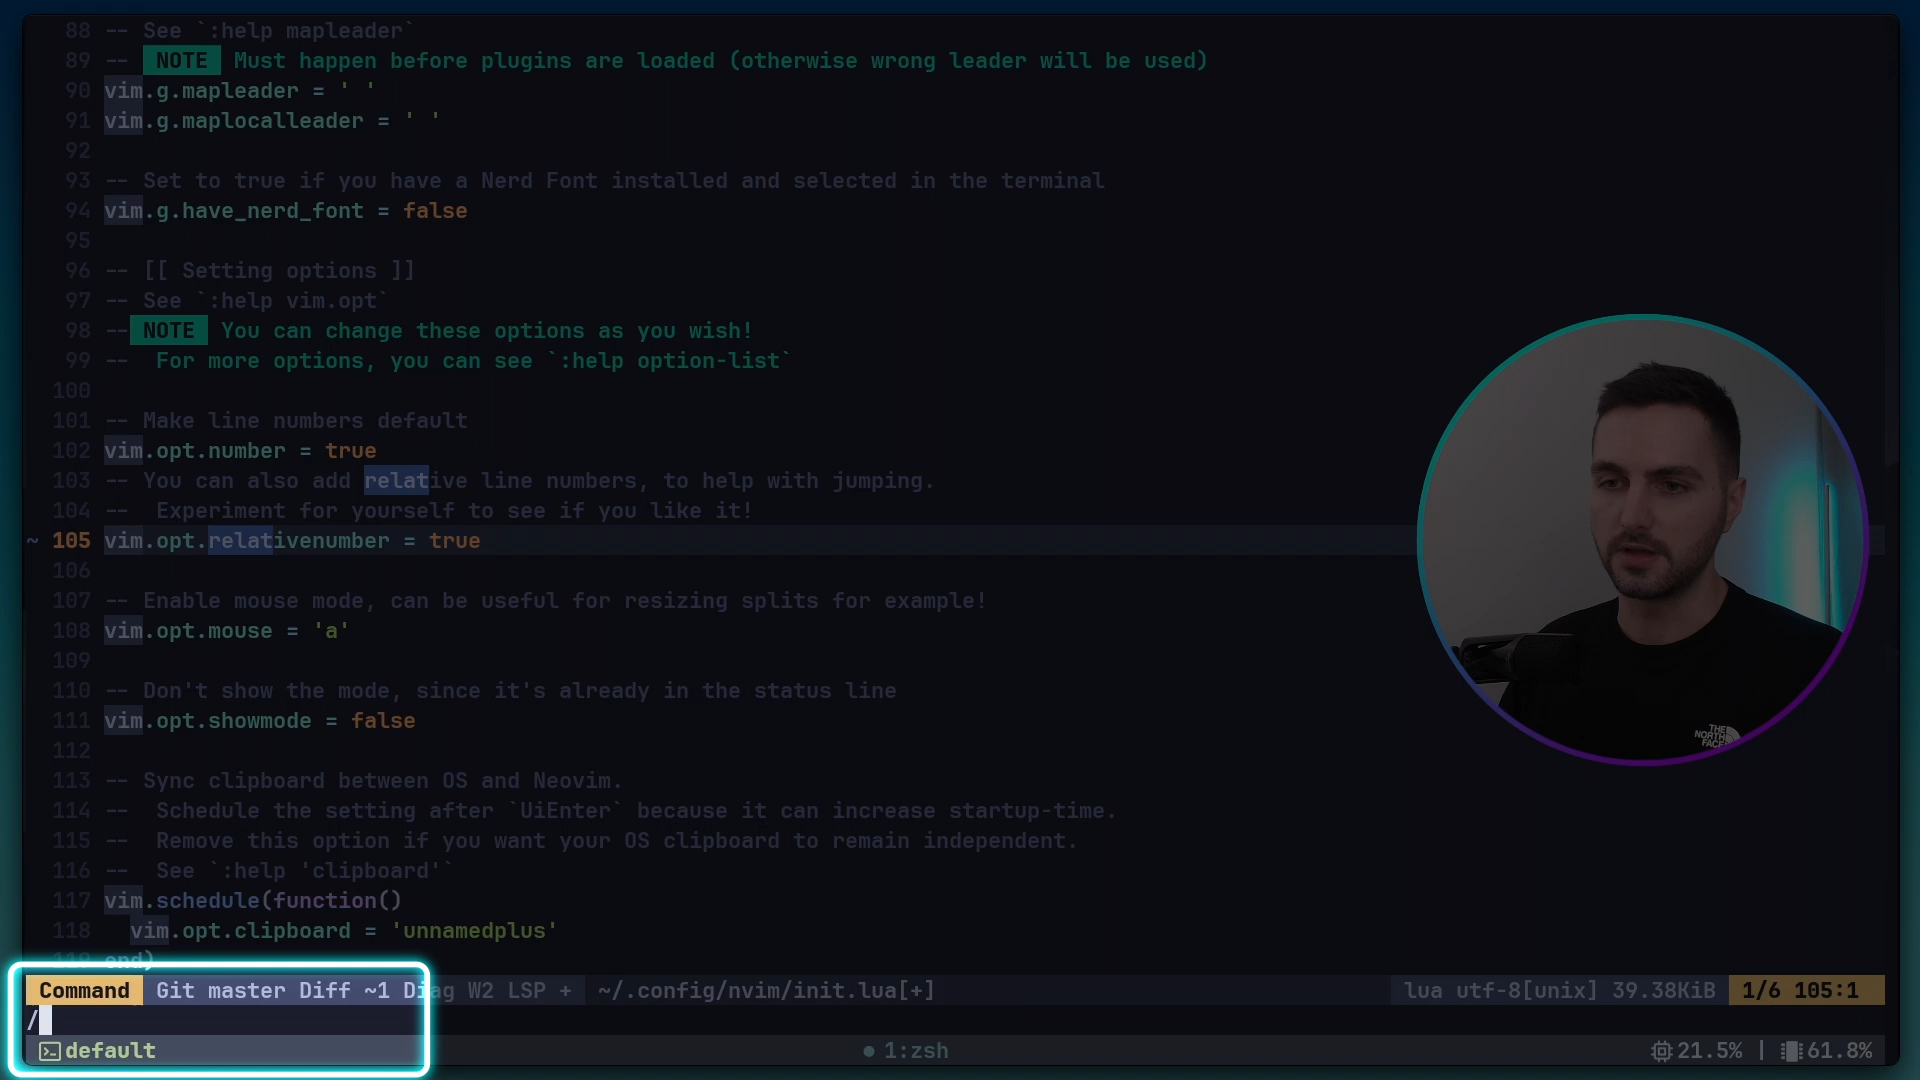 88 -- See `:help mapleader`
89 -- NOTE Must happen before plugins are loaded (otherwise wrong leader will be used)
90 vim.g.mapleader = ' '
91 vim.g.maplocalleader = ' '
92
93 -- Set to true if you have a Nerd Font installed and selected in the terminal
94 vim.g.have_nerd_font = false
95
96 -- [[ Setting options ]]
97 -- See `:help vim.opt`
98 -- NOTE You can change these options as you wish!
99 --  For more options, you can see `:help option-list`
100
101 -- Make line numbers default
102 vim.opt.number = true
103 -- You can also add relative line numbers, to help with jumping.
104 --  Experiment for yourself to see if you like it!
~ 105 vim.opt.relativenumber = true
106
107 -- Enable mouse mode, can be useful for resizing splits for example!
108 vim.opt.mouse = 'a'
109
110 -- Don't show the mode, since it's already in the status line
111 vim.opt.showmode = false
112
113 -- Sync clipboard between OS and Neovim.
114 --  Schedule the setting after `UiEnter` because it can increase startup-time.
115 --  Remove this option if you want your OS clipboard to remain independent.
116 --  See `:help 'clipboard'`
117 vim.schedule(function()
118   vim.opt.clipboard = 'unnamedplus'
119 end)
Command Git master Diff ~1 Diag W2 LSP + ~/.config/nvim/init.lua[+] lua utf-8[unix] 39.38KiB 1/6 105:1
/
default ● 1:zsh 21.5% | 61.8%
THE
NORTH
FACE